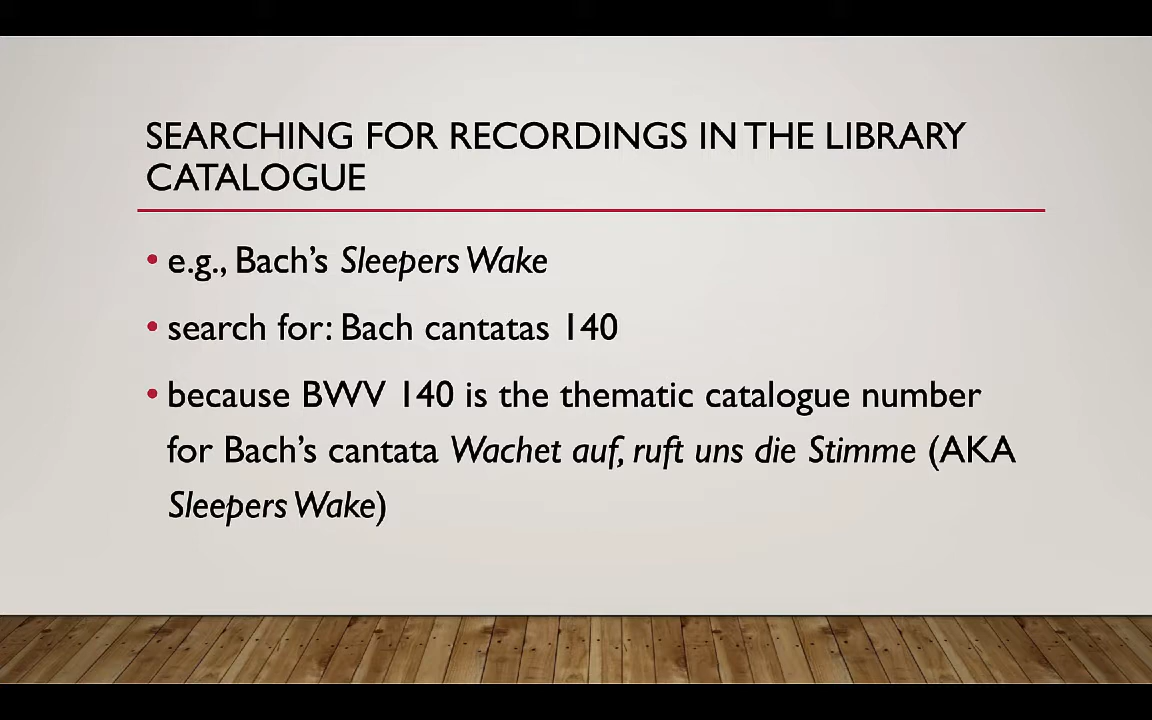 SEARCHING FOR RECORDINGS IN THE LIBRARY
CATALOGUE
• e.g., Bach’s Sleepers Wake
• search for: Bach cantatas 140
• because BWV 140 is the thematic catalogue number
for Bach’s cantata Wachet auf, ruft uns die Stimme (AKA
Sleepers Wake)